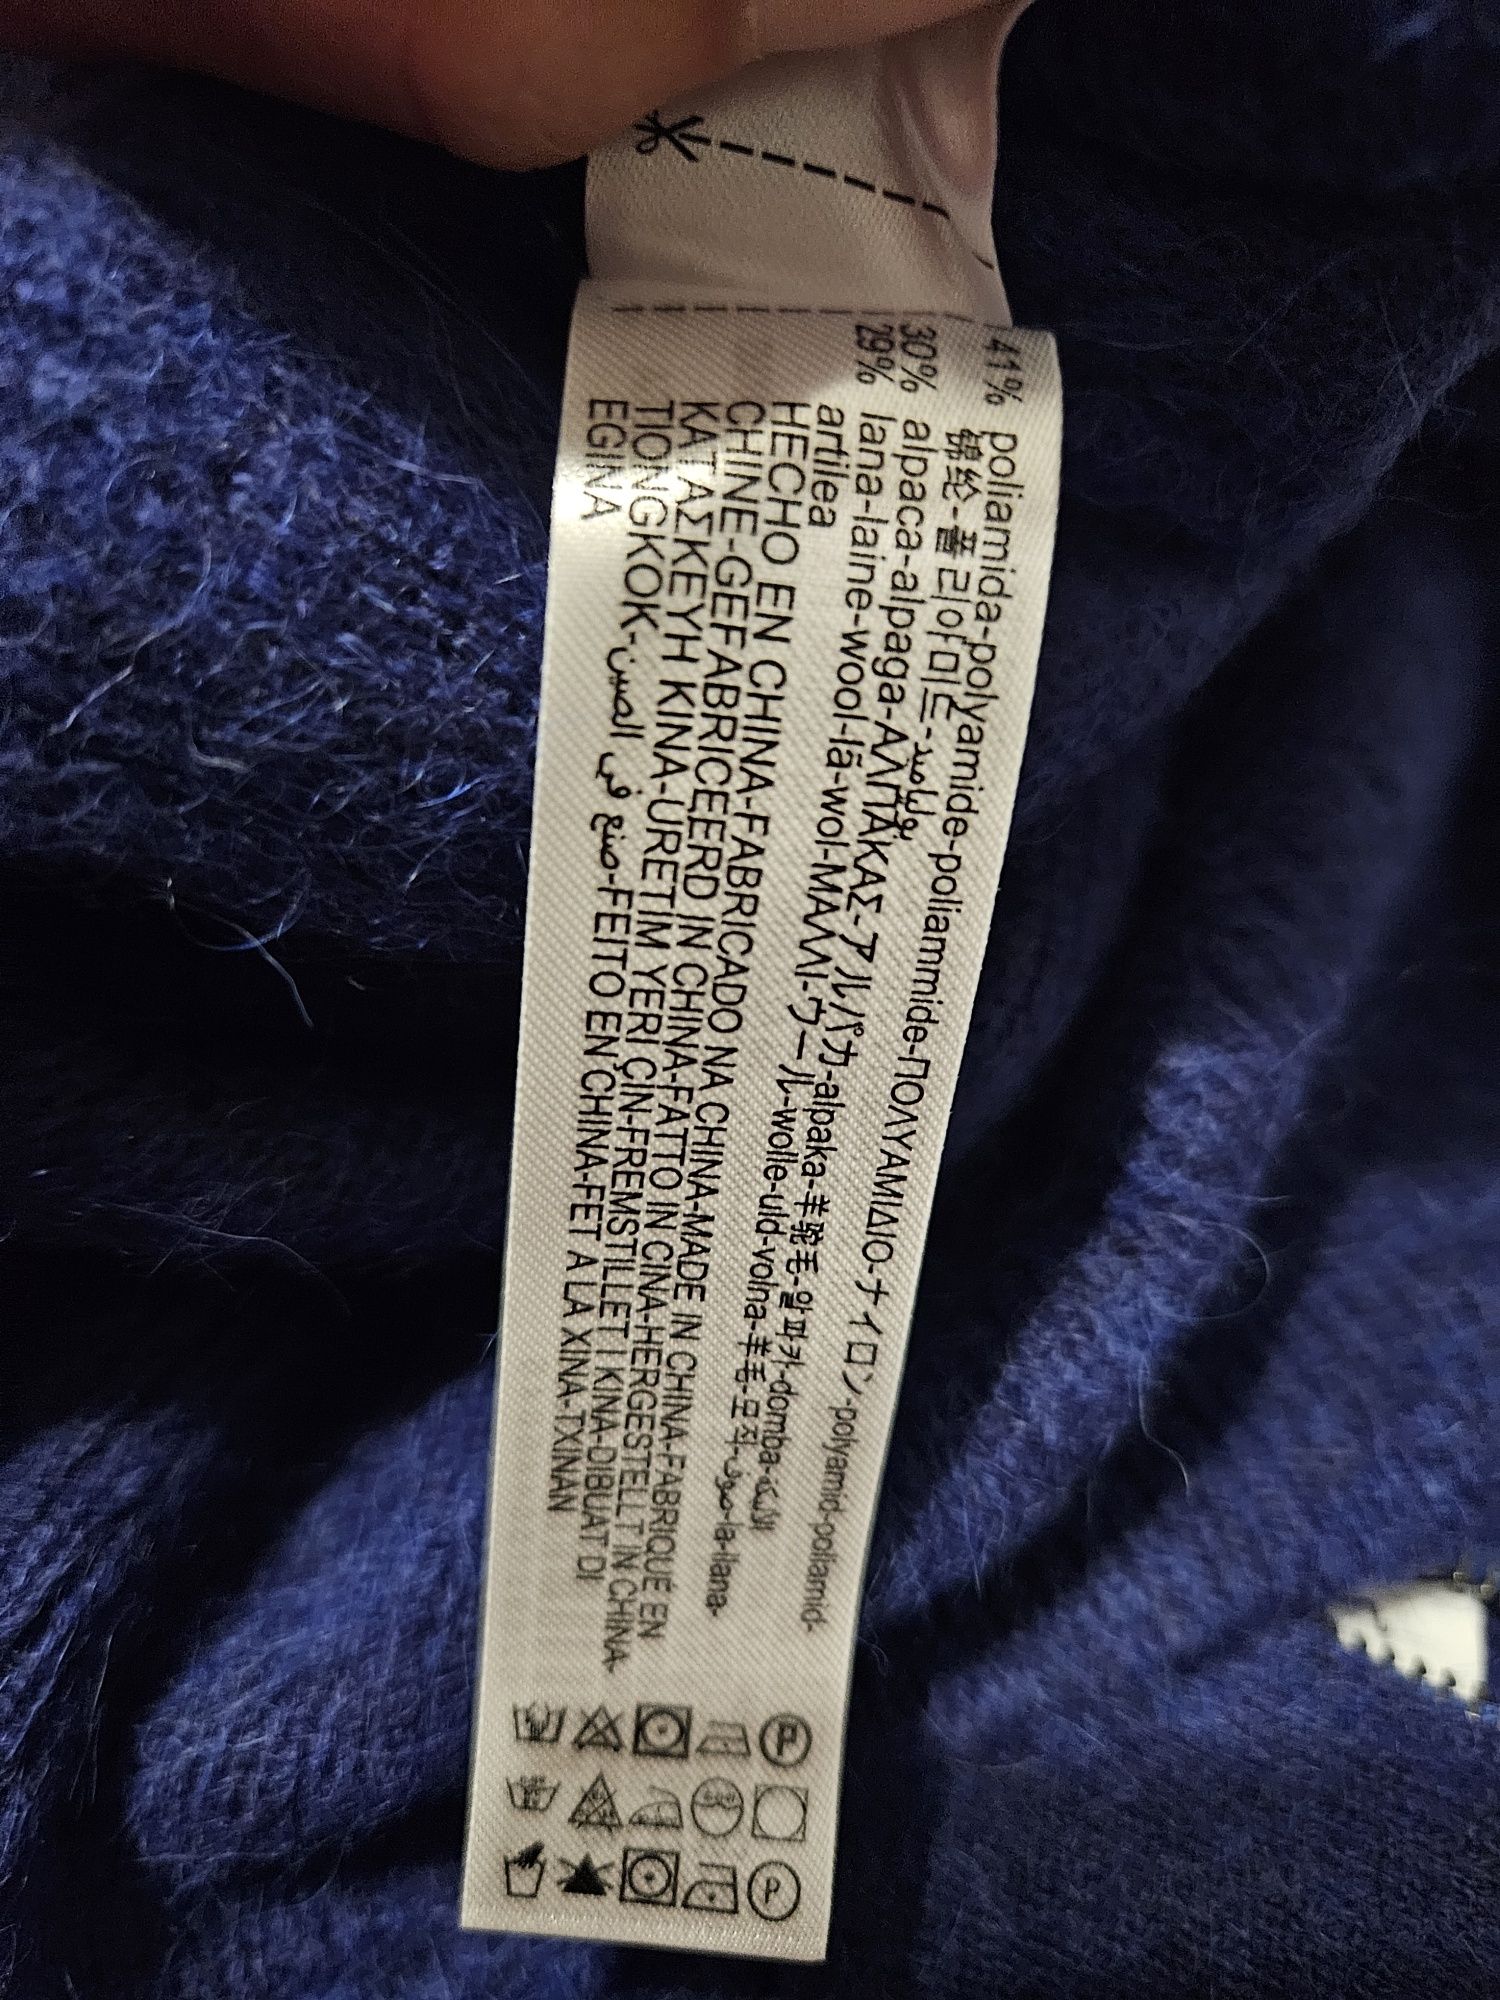 41% poliamida-polyamide-poliammide-ΠΟΛΥΑΜΙΔΙΟ-ナイロン-polyamid-poliamid-
锦纶-폴리아미드-بولياميد
30% alpaca-alpaga-ΑΛΠΑΚΑΣ-アルパカ-alpaka-羊驼毛-알파카-domba-الألبكة
29% lana-laine-wool-lã-wol-ΜΑΛΛΙ-ウール-wolle-uld-volna-羊毛-모직-صوف-la-llana-
artilea
HECHO EN CHINA-FABRICADO NA CHINA-MADE IN CHINA-FABRIQUÉ EN
CHINE-GEFABRICEERD IN CHINA-FATTO IN CINA-HERGESTELLT IN CHINA-
ΚΑΤΑΣΚΕΥΗ ΚΙΝΑ-URETIM YERI ÇIN-FREMSTILLET I KINA-DIBUAT DI
TIONGKOK-صنع في الصين-FEITO EN CHINA-FET A LA XINA-TXINAN
EGINA
P
P